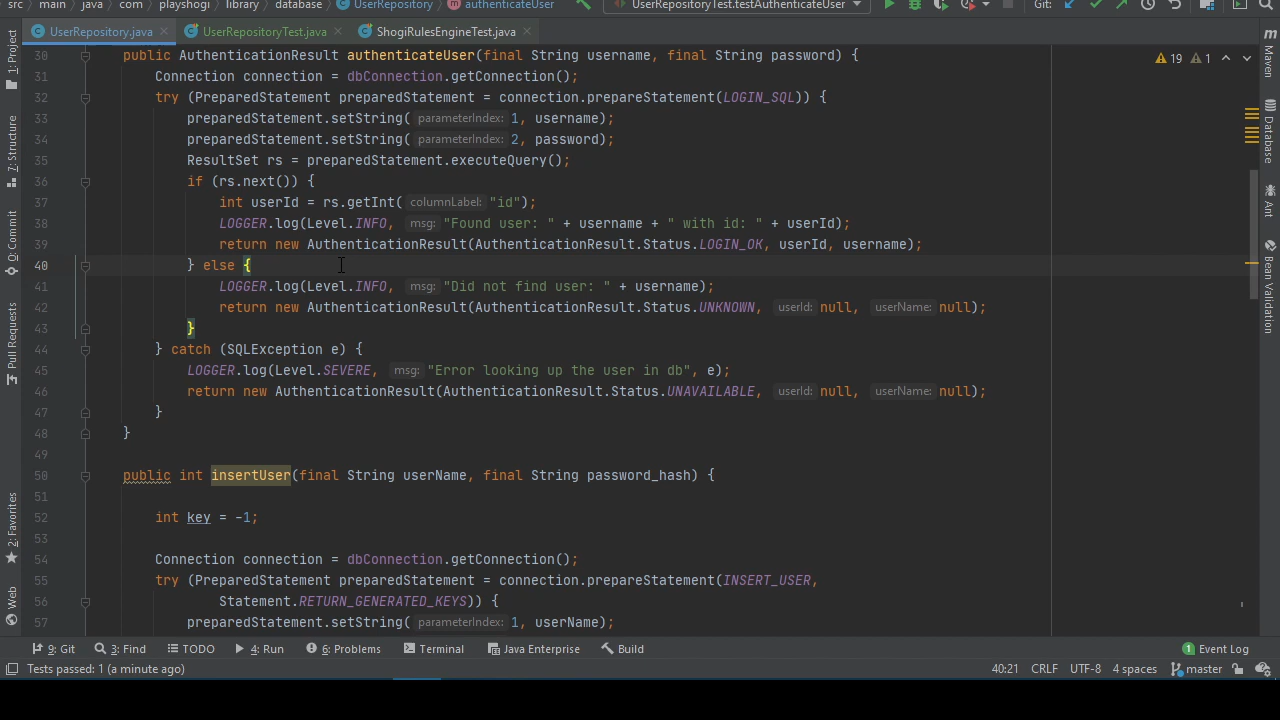 src main java com playshogi library database UserRepository authenticateUser UserRepositoryTest.testAuthenticateUser Git:
UserRepository.java UserRepositoryTest.java ShogiRulesEngineTest.java
30 public AuthenticationResult authenticateUser(final String username, final String password) {
19 1
31 Connection connection = dbConnection.getConnection();
32 try (PreparedStatement preparedStatement = connection.prepareStatement(LOGIN_SQL)) {
33 preparedStatement.setString( parameterIndex: 1, username);
34 preparedStatement.setString( parameterIndex: 2, password);
35 ResultSet rs = preparedStatement.executeQuery();
36 if (rs.next()) {
37 int userId = rs.getInt( columnLabel: "id");
38 LOGGER.log(Level.INFO, msg: "Found user: " + username + " with id: " + userId);
39 return new AuthenticationResult(AuthenticationResult.Status.LOGIN_OK, userId, username);
40 } else {
41 LOGGER.log(Level.INFO, msg: "Did not find user: " + username);
42 return new AuthenticationResult(AuthenticationResult.Status.UNKNOWN, userId: null, userName: null);
43 }
44 } catch (SQLException e) {
45 LOGGER.log(Level.SEVERE, msg: "Error looking up the user in db", e);
46 return new AuthenticationResult(AuthenticationResult.Status.UNAVAILABLE, userId: null, userName: null);
47 }
48 }
49
50 public int insertUser(final String userName, final String password_hash) {
51
52 int key = -1;
53
54 Connection connection = dbConnection.getConnection();
55 try (PreparedStatement preparedStatement = connection.prepareStatement(INSERT_USER,
56 Statement.RETURN_GENERATED_KEYS)) {
57 preparedStatement.setString( parameterIndex: 1, userName);
1: Project
7: Structure
0: Commit
Pull Requests
2: Favorites
Web
m Maven
Database
Ant
Bean Validation
9: Git 3: Find TODO 4: Run 6: Problems Terminal Java Enterprise Build 1 Event Log
Tests passed: 1 (a minute ago) 40:21 CRLF UTF-8 4 spaces master